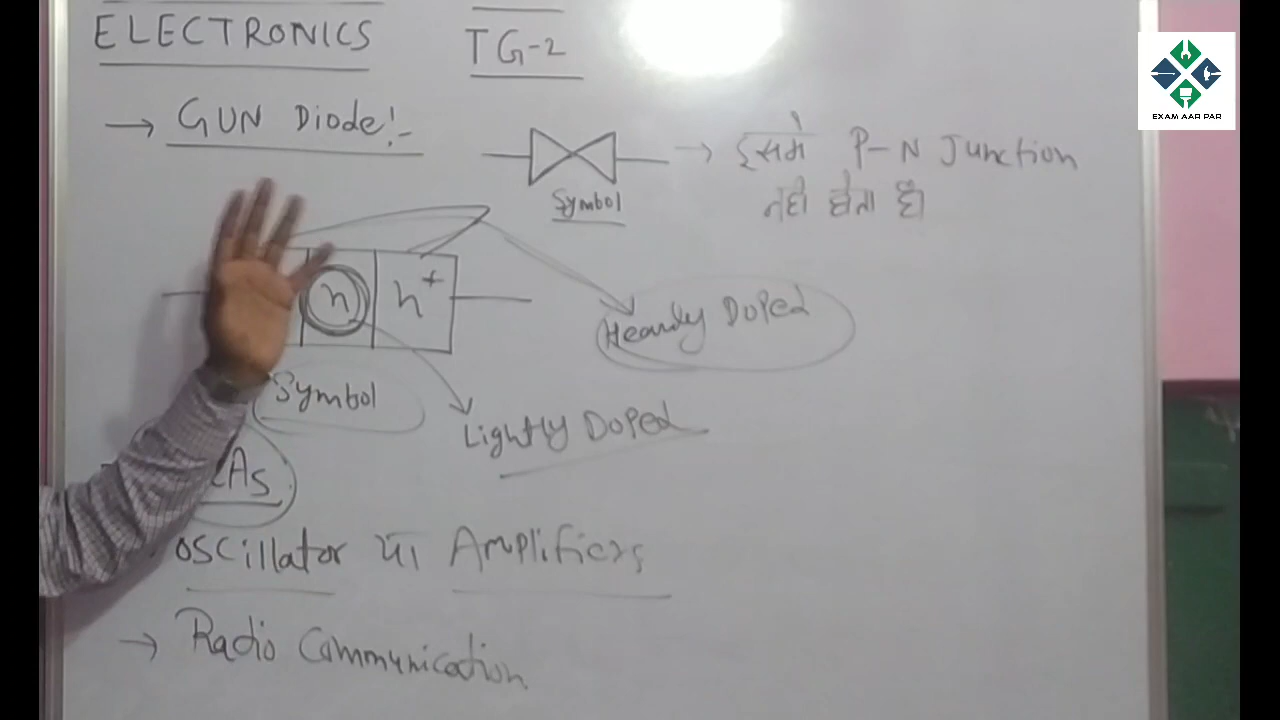 ELECTRONICS TG-2
→ GUN Diode!-
→ इसमे P-N Junction
नही होता है
Symbol
n n+
Heavily Doped
Symbol
Lightly Doped
As
Oscillator या Amplifiers
→ Radio Communication
EXAM AAR PAR